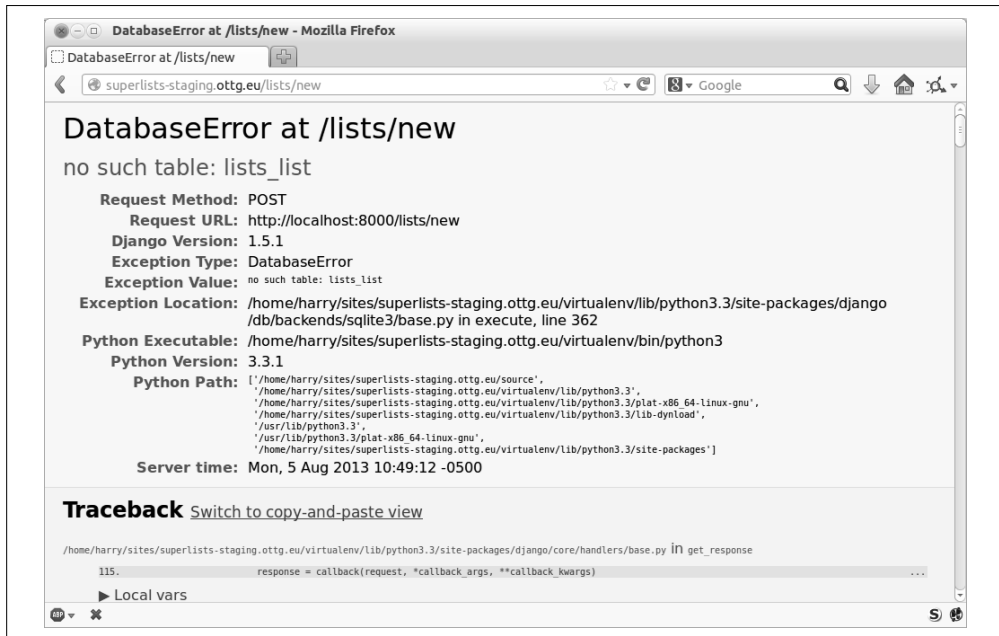 DatabaseError at /lists/new - Mozilla Firefox
DatabaseError at /lists/new
superlists-staging.ottg.eu/lists/new
Google
DatabaseError at /lists/new
no such table: lists_list
Request Method: POST
Request URL: http://localhost:8000/lists/new
Django Version: 1.5.1
Exception Type: DatabaseError
Exception Value: no such table: lists_list
Exception Location: /home/harry/sites/superlists-staging.ottg.eu/virtualenv/lib/python3.3/site-packages/django
/db/backends/sqlite3/base.py in execute, line 362
Python Executable: /home/harry/sites/superlists-staging.ottg.eu/virtualenv/bin/python3
Python Version: 3.3.1
Python Path: ['/home/harry/sites/superlists-staging.ottg.eu/source',
'/home/harry/sites/superlists-staging.ottg.eu/virtualenv/lib/python3.3',
'/home/harry/sites/superlists-staging.ottg.eu/virtualenv/lib/python3.3/plat-x86_64-linux-gnu',
'/home/harry/sites/superlists-staging.ottg.eu/virtualenv/lib/python3.3/lib-dynload',
'/usr/lib/python3.3',
'/usr/lib/python3.3/plat-x86_64-linux-gnu',
'/home/harry/sites/superlists-staging.ottg.eu/virtualenv/lib/python3.3/site-packages']
Server time: Mon, 5 Aug 2013 10:49:12 -0500
Traceback Switch to copy-and-paste view
/home/harry/sites/superlists-staging.ottg.eu/virtualenv/lib/python3.3/site-packages/django/core/handlers/base.py in get_response
115. response = callback(request, *callback_args, **callback_kwargs) ...
▶ Local vars
ABP
S